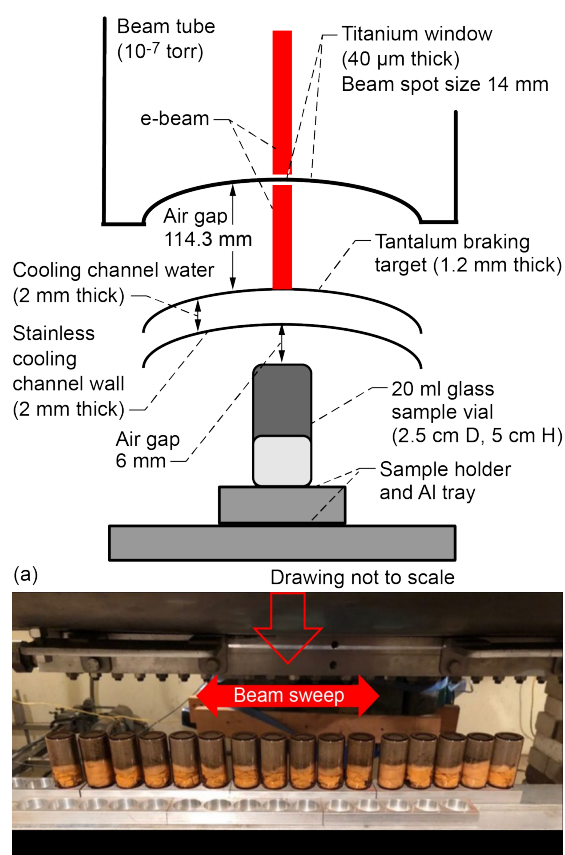 Beam tube
(10-7 torr)
Titanium window
(40 µm thick)
Beam spot size 14 mm
e-beam
Air gap
114.3 mm
Tantalum braking
target (1.2 mm thick)
Cooling channel water
(2 mm thick)
Stainless
cooling
channel wall
(2 mm thick)
20 ml glass
sample vial
(2.5 cm D, 5 cm H)
Air gap
6 mm
Sample holder
and Al tray
(a)
Drawing not to scale
Beam sweep